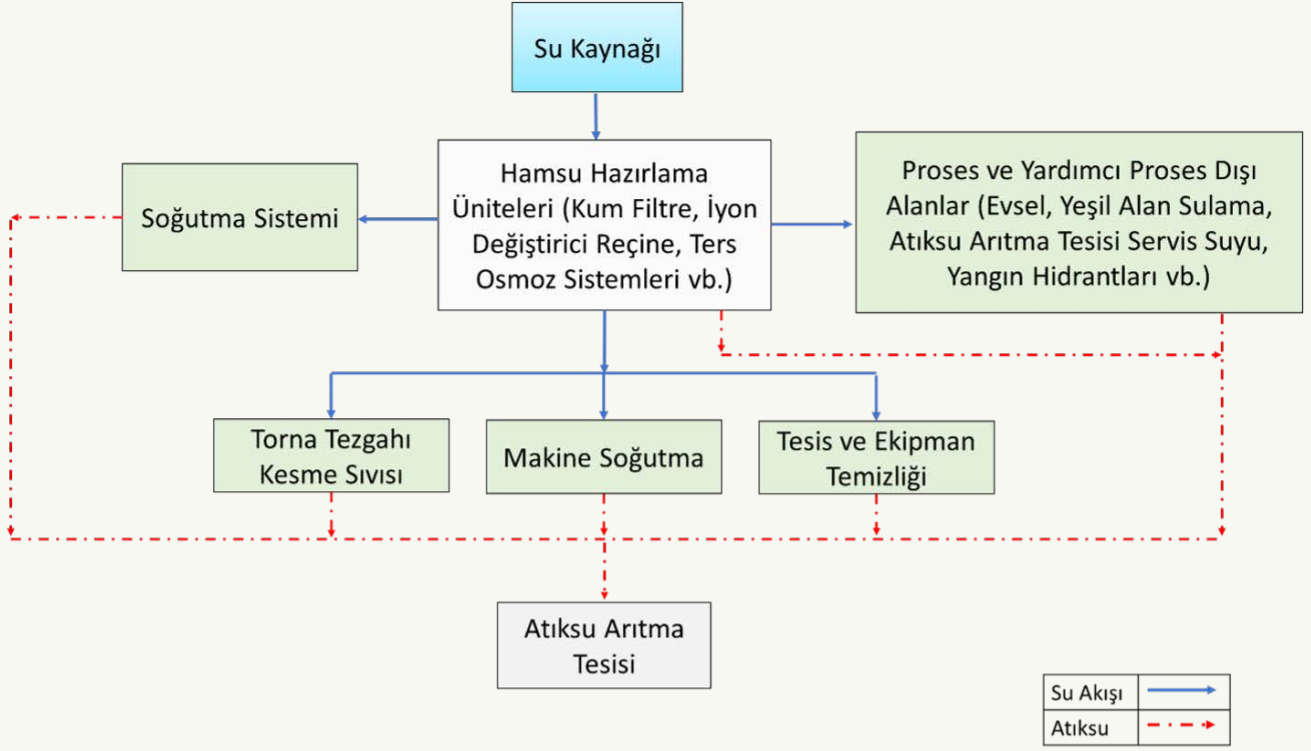 Su Kaynağı
Hamsu Hazırlama
Üniteleri (Kum Filtre, İyon
Değiştirici Reçine, Ters
Osmoz Sistemleri vb.)
Soğutma Sistemi
Proses ve Yardımcı Proses Dışı
Alanlar (Evsel, Yeşil Alan Sulama,
Atıksu Arıtma Tesisi Servis Suyu,
Yangın Hidrantları vb.)
Torna Tezgahı
Kesme Sıvısı
Makine Soğutma
Tesis ve Ekipman
Temizliği
Atıksu Arıtma
Tesisi
Su Akışı
Atıksu